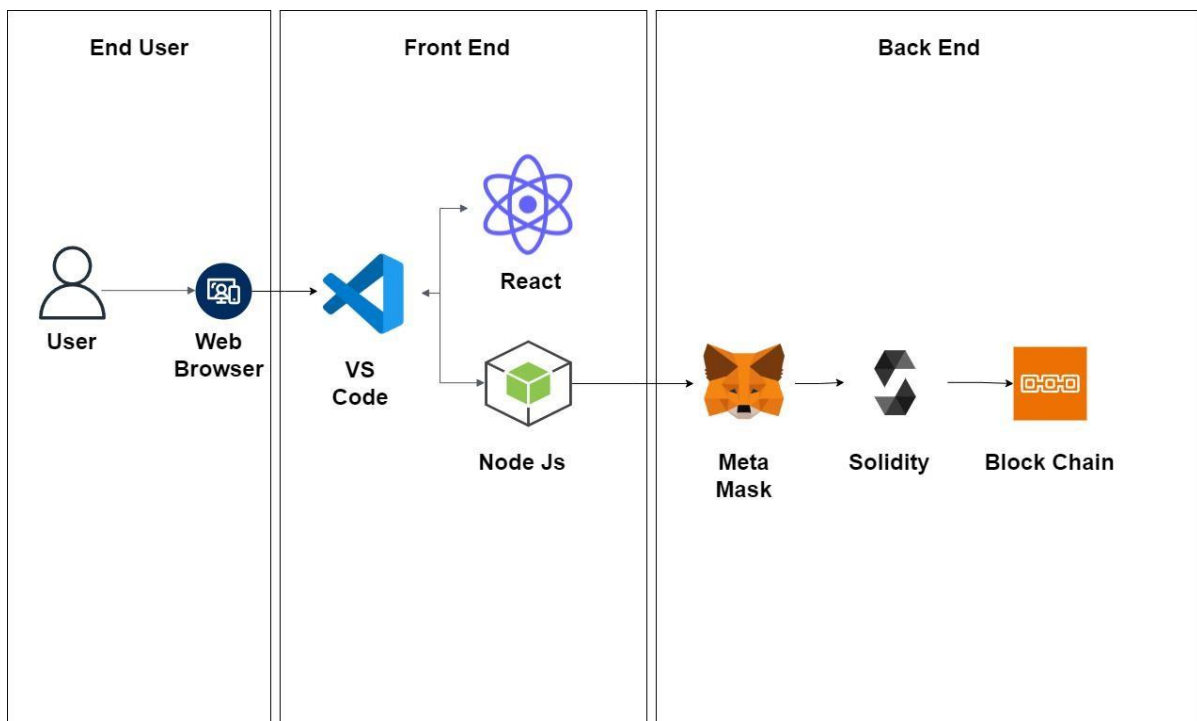 End User
Front End
Back End
User
Web
Browser
VS
Code
React
Node Js
Meta
Mask
Solidity
Block Chain